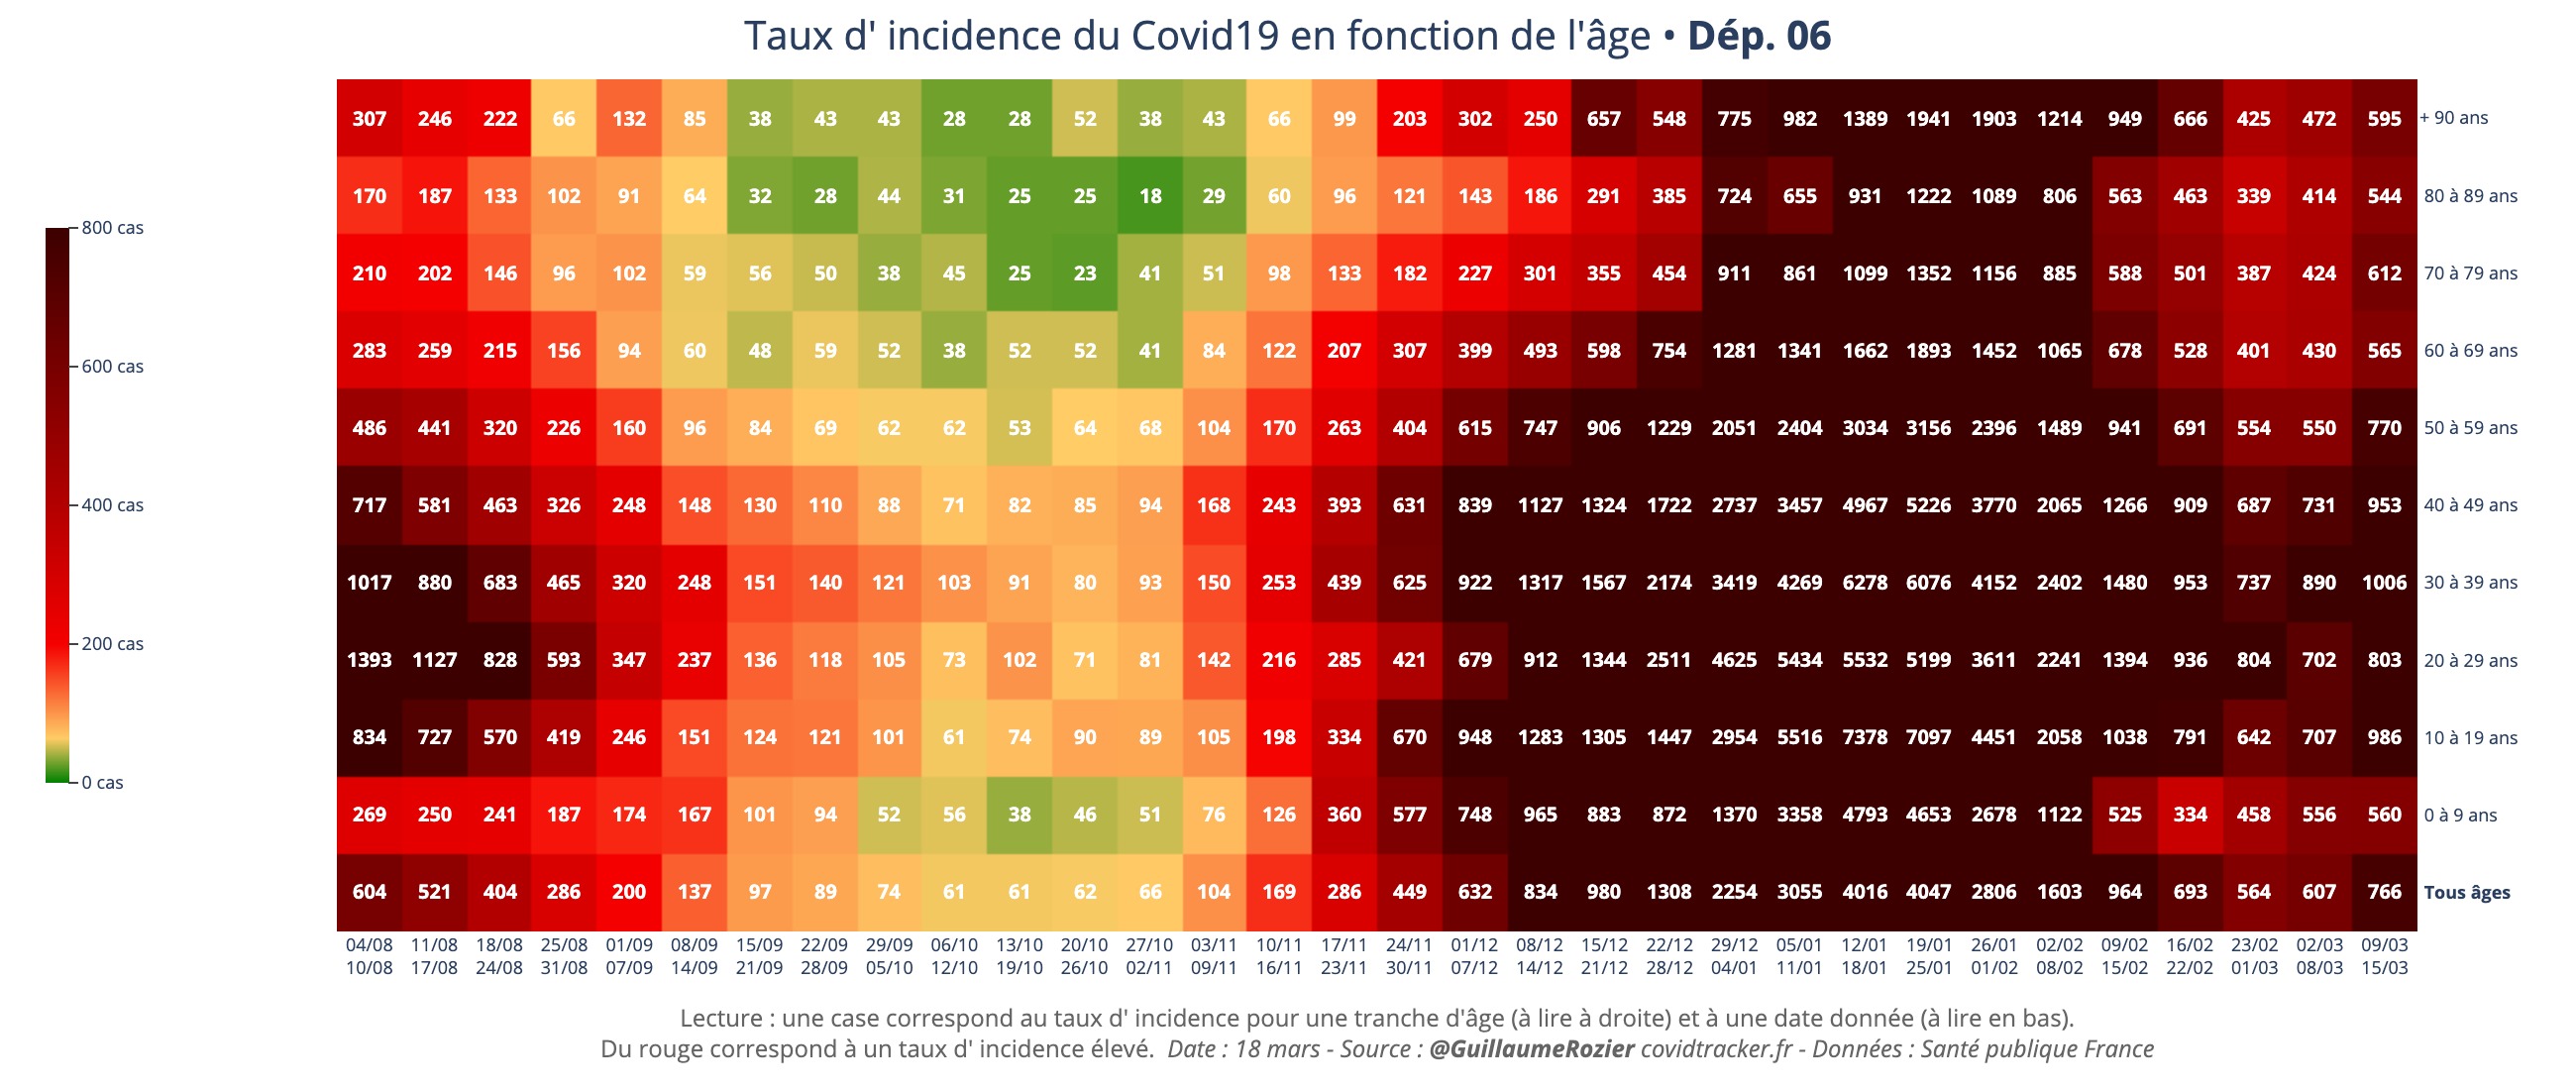 Taux d' incidence du Covid19 en fonction de l'âge • Dép. 06
307 246 222 66 132 85 38 43 43 28 28 52 38 43 66 99 203 302 250 657 548 775 982 1389 1941 1903 1214 949 666 425 472 595 + 90 ans
170 187 133 102 91 64 32 28 44 31 25 25 18 29 60 96 121 143 186 291 385 724 655 931 1222 1089 806 563 463 339 414 544 80 à 89 ans
800 cas
210 202 146 96 102 59 56 50 38 45 25 23 41 51 98 133 182 227 301 355 454 911 861 1099 1352 1156 885 588 501 387 424 612 70 à 79 ans
283 259 215 156 94 60 48 59 52 38 52 52 41 84 122 207 307 399 493 598 754 1281 1341 1662 1893 1452 1065 678 528 401 430 565 60 à 69 ans
600 cas
486 441 320 226 160 96 84 69 62 62 53 64 68 104 170 263 404 615 747 906 1229 2051 2404 3034 3156 2396 1489 941 691 554 550 770 50 à 59 ans
400 cas
717 581 463 326 248 148 130 110 88 71 82 85 94 168 243 393 631 839 1127 1324 1722 2737 3457 4967 5226 3770 2065 1266 909 687 731 953 40 à 49 ans
1017 880 683 465 320 248 151 140 121 103 91 80 93 150 253 439 625 922 1317 1567 2174 3419 4269 6278 6076 4152 2402 1480 953 737 890 1006 30 à 39 ans
200 cas
1393 1127 828 593 347 237 136 118 105 73 102 71 81 142 216 285 421 679 912 1344 2511 4625 5434 5532 5199 3611 2241 1394 936 804 702 803 20 à 29 ans
834 727 570 419 246 151 124 121 101 61 74 90 89 105 198 334 670 948 1283 1305 1447 2954 5516 7378 7097 4451 2058 1038 791 642 707 986 10 à 19 ans
0 cas
269 250 241 187 174 167 101 94 52 56 38 46 51 76 126 360 577 748 965 883 872 1370 3358 4793 4653 2678 1122 525 334 458 556 560 0 à 9 ans
604 521 404 286 200 137 97 89 74 61 61 62 66 104 169 286 449 632 834 980 1308 2254 3055 4016 4047 2806 1603 964 693 564 607 766 Tous âges
04/08 11/08 18/08 25/08 01/09 08/09 15/09 22/09 29/09 06/10 13/10 20/10 27/10 03/11 10/11 17/11 24/11 01/12 08/12 15/12 22/12 29/12 05/01 12/01 19/01 26/01 02/02 09/02 16/02 23/02 02/03 09/03
10/08 17/08 24/08 31/08 07/09 14/09 21/09 28/09 05/10 12/10 19/10 26/10 02/11 09/11 16/11 23/11 30/11 07/12 14/12 21/12 28/12 04/01 11/01 18/01 25/01 01/02 08/02 15/02 22/02 01/03 08/03 15/03
Lecture : une case correspond au taux d' incidence pour une tranche d'âge (à lire à droite) et à une date donnée (à lire en bas).
Du rouge correspond à un taux d' incidence élevé. Date : 18 mars - Source : @GuillaumeRozier covidtracker.fr - Données : Santé publique France